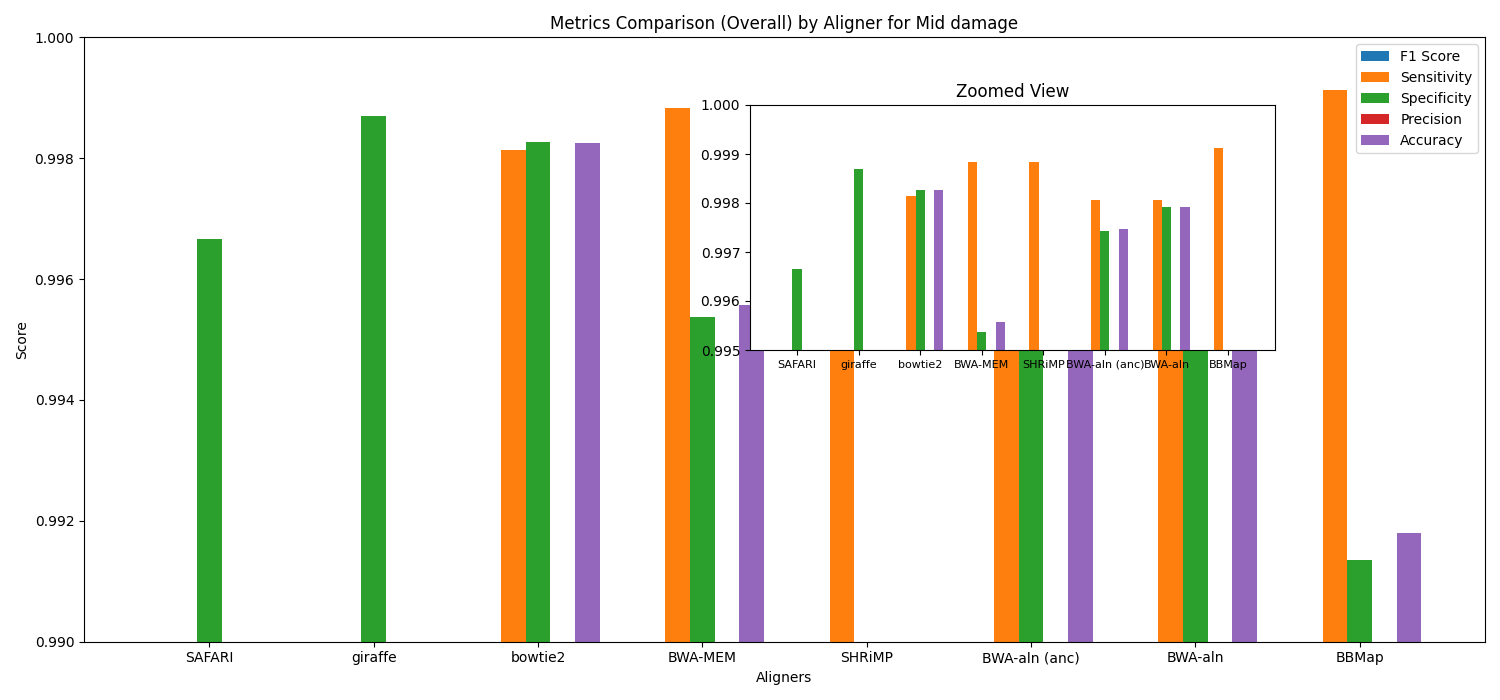 Metrics Comparison (Overall) by Aligner for Mid damage
1.000
0.998
0.996
0.994
0.992
0.990
Score
F1 Score
Sensitivity
Specificity
Precision
Accuracy
Zoomed View
1.000
0.999
0.998
0.997
0.996
0.995
SAFARI giraffe bowtie2 BWA-MEM SHRiMP BWA-aln (anc) BWA-aln BBMap
SAFARI giraffe bowtie2 BWA-MEM SHRiMP BWA-aln (anc) BWA-aln BBMap
Aligners